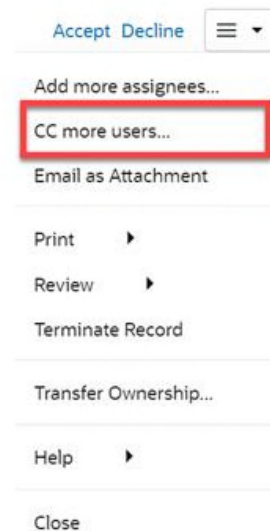 Accept Decline
Add more assignees...
CC more users...
Email as Attachment
Print
Review
Terminate Record
Transfer Ownership...
Help
Close